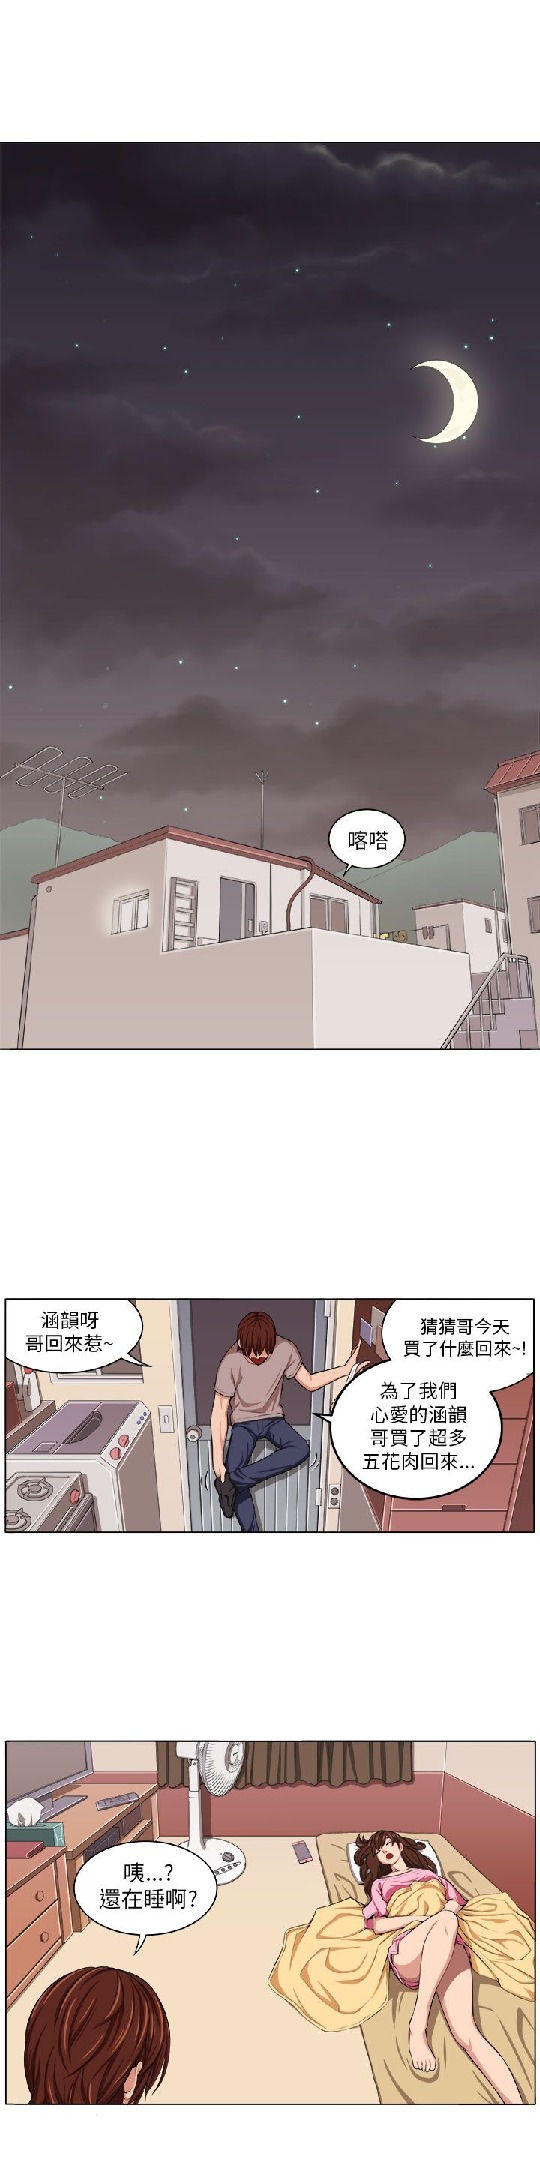 喀嗒
涵韻呀
哥回來惹~
猜猜哥今天
買了什麼回來~!
為了我們
心愛的涵韻
哥買了超多
五花肉回來...
咦...?
還在睡啊?